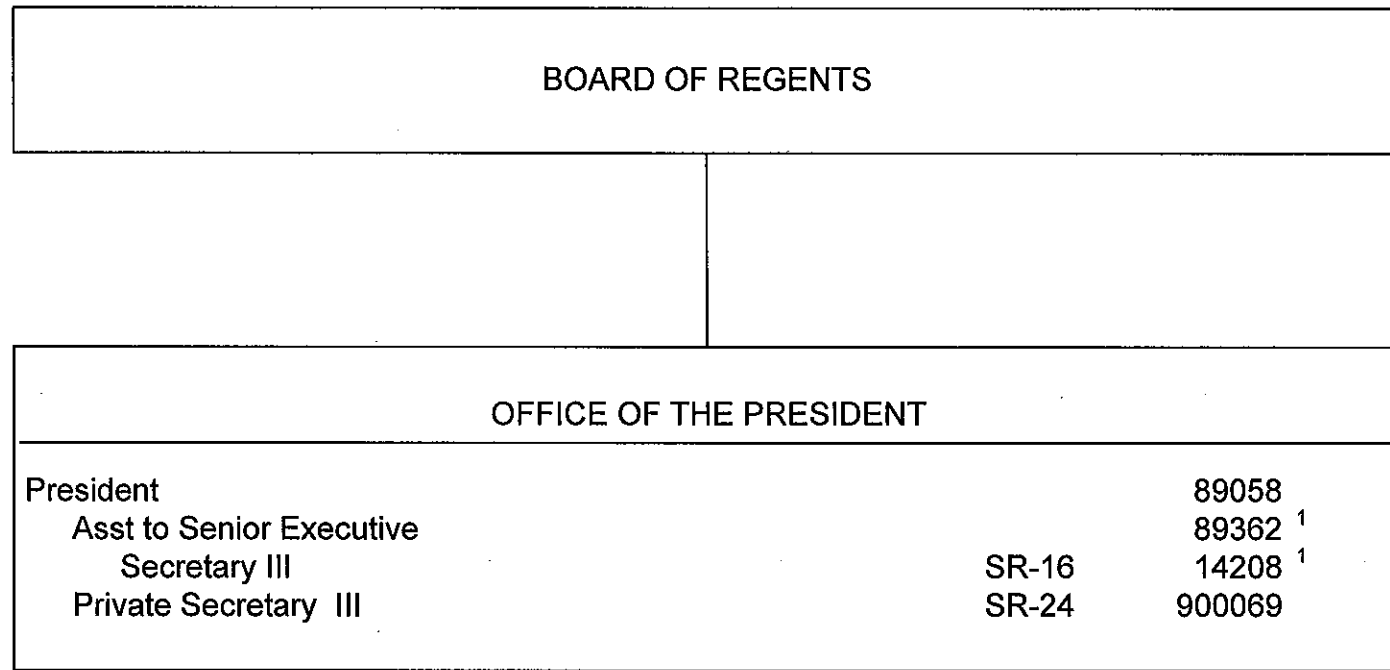 BOARD OF REGENTS
OFFICE OF THE PRESIDENT
President 89058
Asst to Senior Executive 89362 1
Secretary III SR-16 14208 1
Private Secretary III SR-24 900069